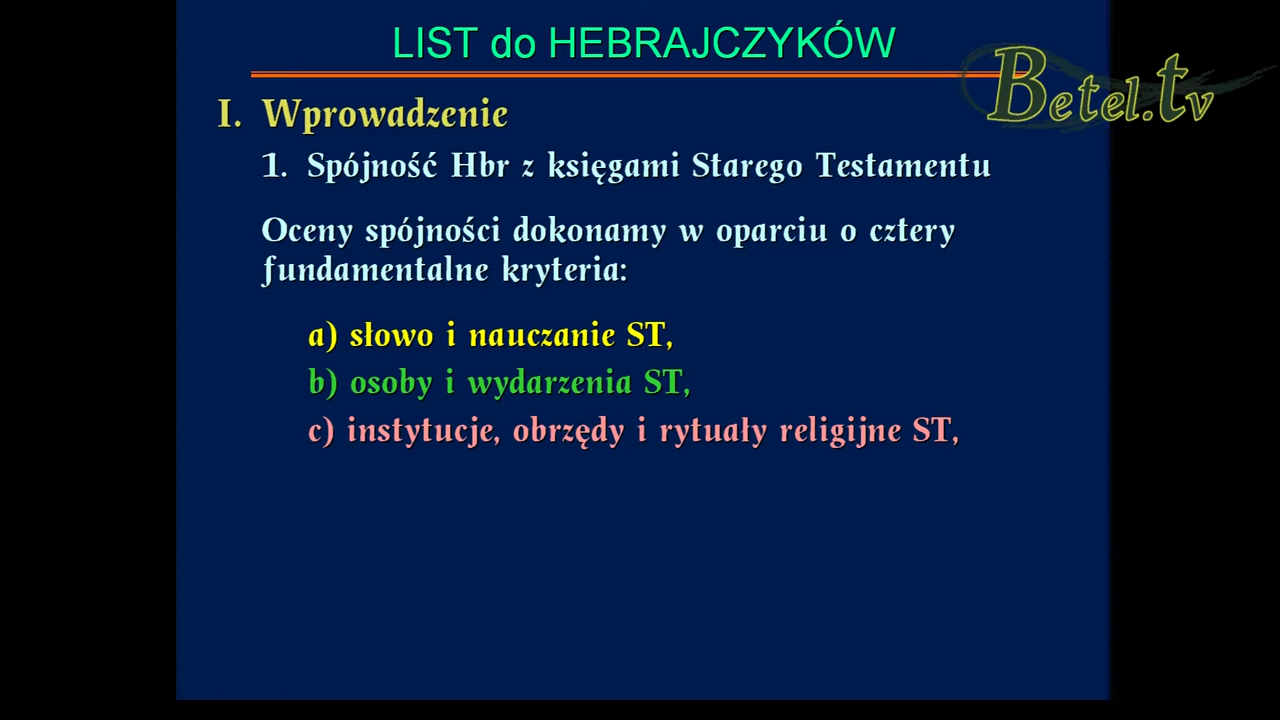 LIST do HEBRAJCZYKÓW
Betel.tv
I. Wprowadzenie
1. Spójność Hbr z księgami Starego Testamentu
Oceny spójności dokonamy w oparciu o cztery
fundamentalne kryteria:
a) słowo i nauczanie ST,
b) osoby i wydarzenia ST,
c) instytucje, obrzędy i rytuały religijne ST,